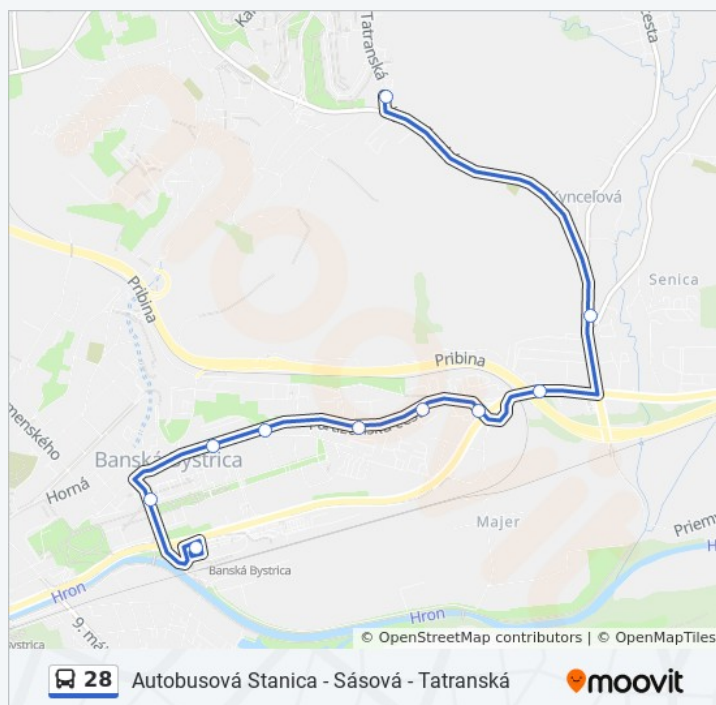 Tatranská
cesta
Kynceľová
Senica
Pribina
Pribina
Banská Bystrica
Horná
Majer
Banská Bystrica
Hron
Hron
© OpenStreetMap contributors | © OpenMapTiles
28 Autobusová Stanica - Sásová - Tatranská
moovit